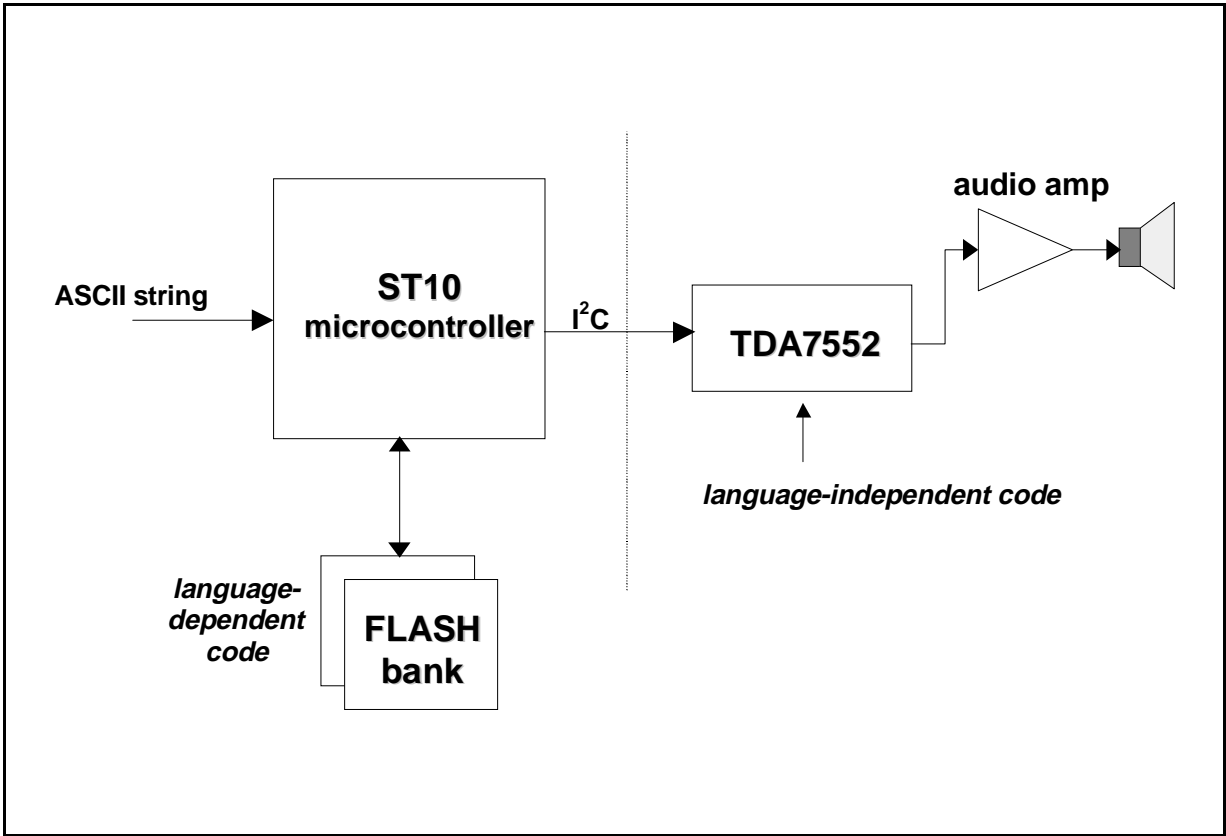 audio amp
ASCII string
ST10
microcontroller
I²C
TDA7552
language-independent code
language-
dependent
code
FLASH
bank